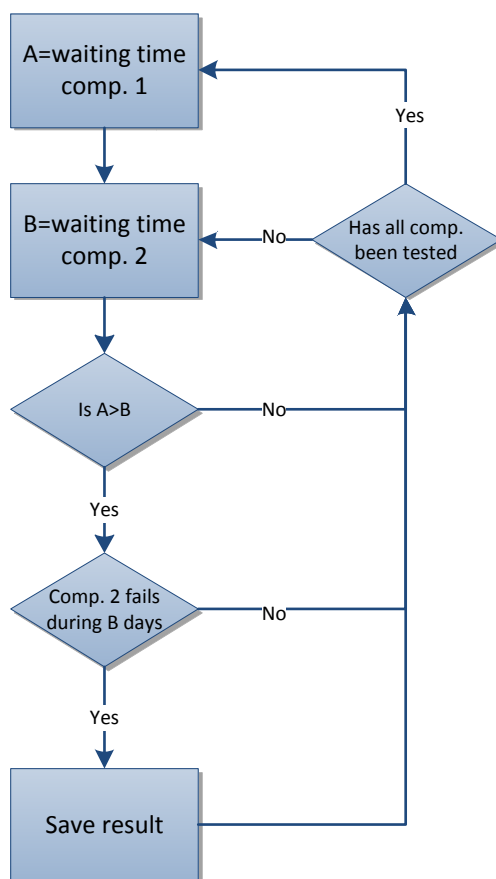 A=waiting time
comp. 1
Yes
B=waiting time
comp. 2
No
Has all comp.
been tested
Is A>B
No
Yes
Comp. 2 fails
during B days
No
Yes
Save result